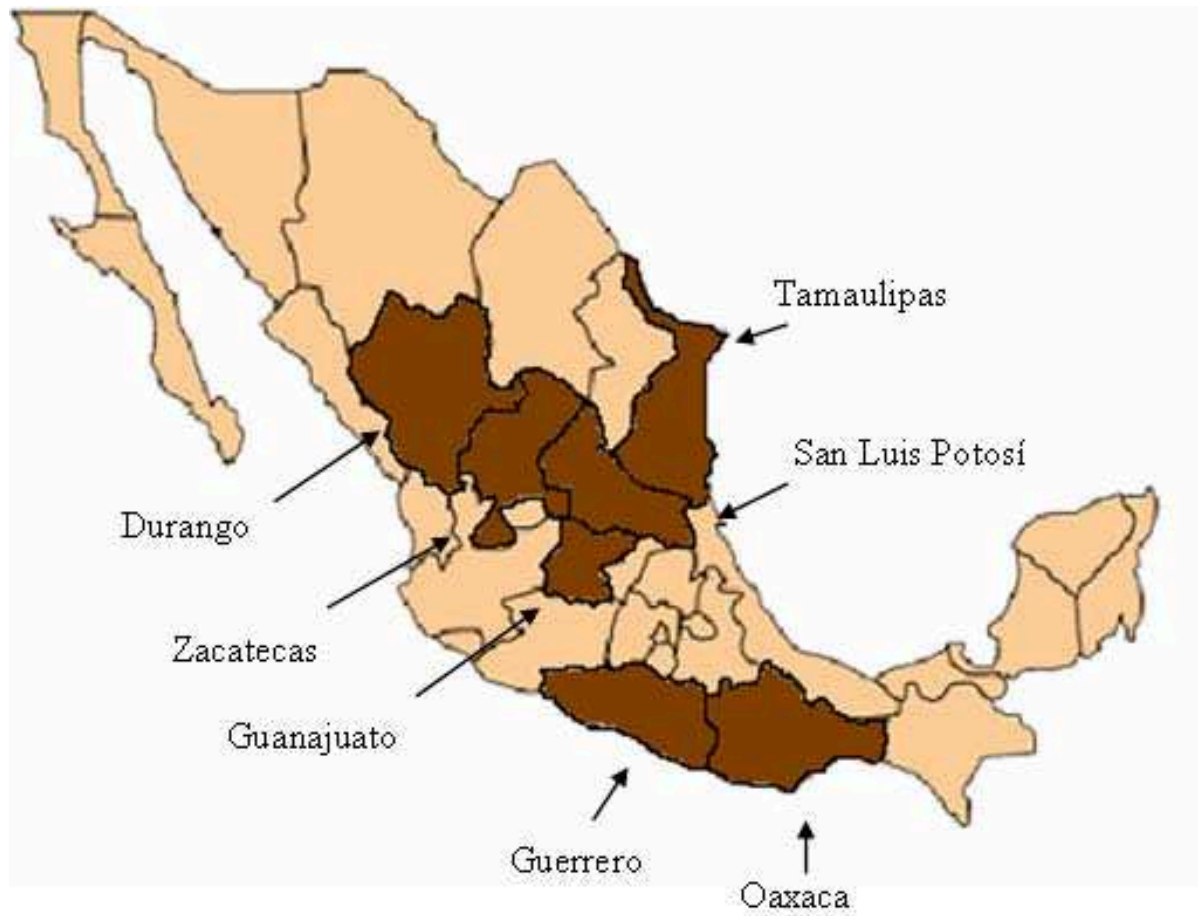 Tamaulipas
San Luis Potosí
Durango
Zacatecas
Guanajuato
Guerrero
Oaxaca